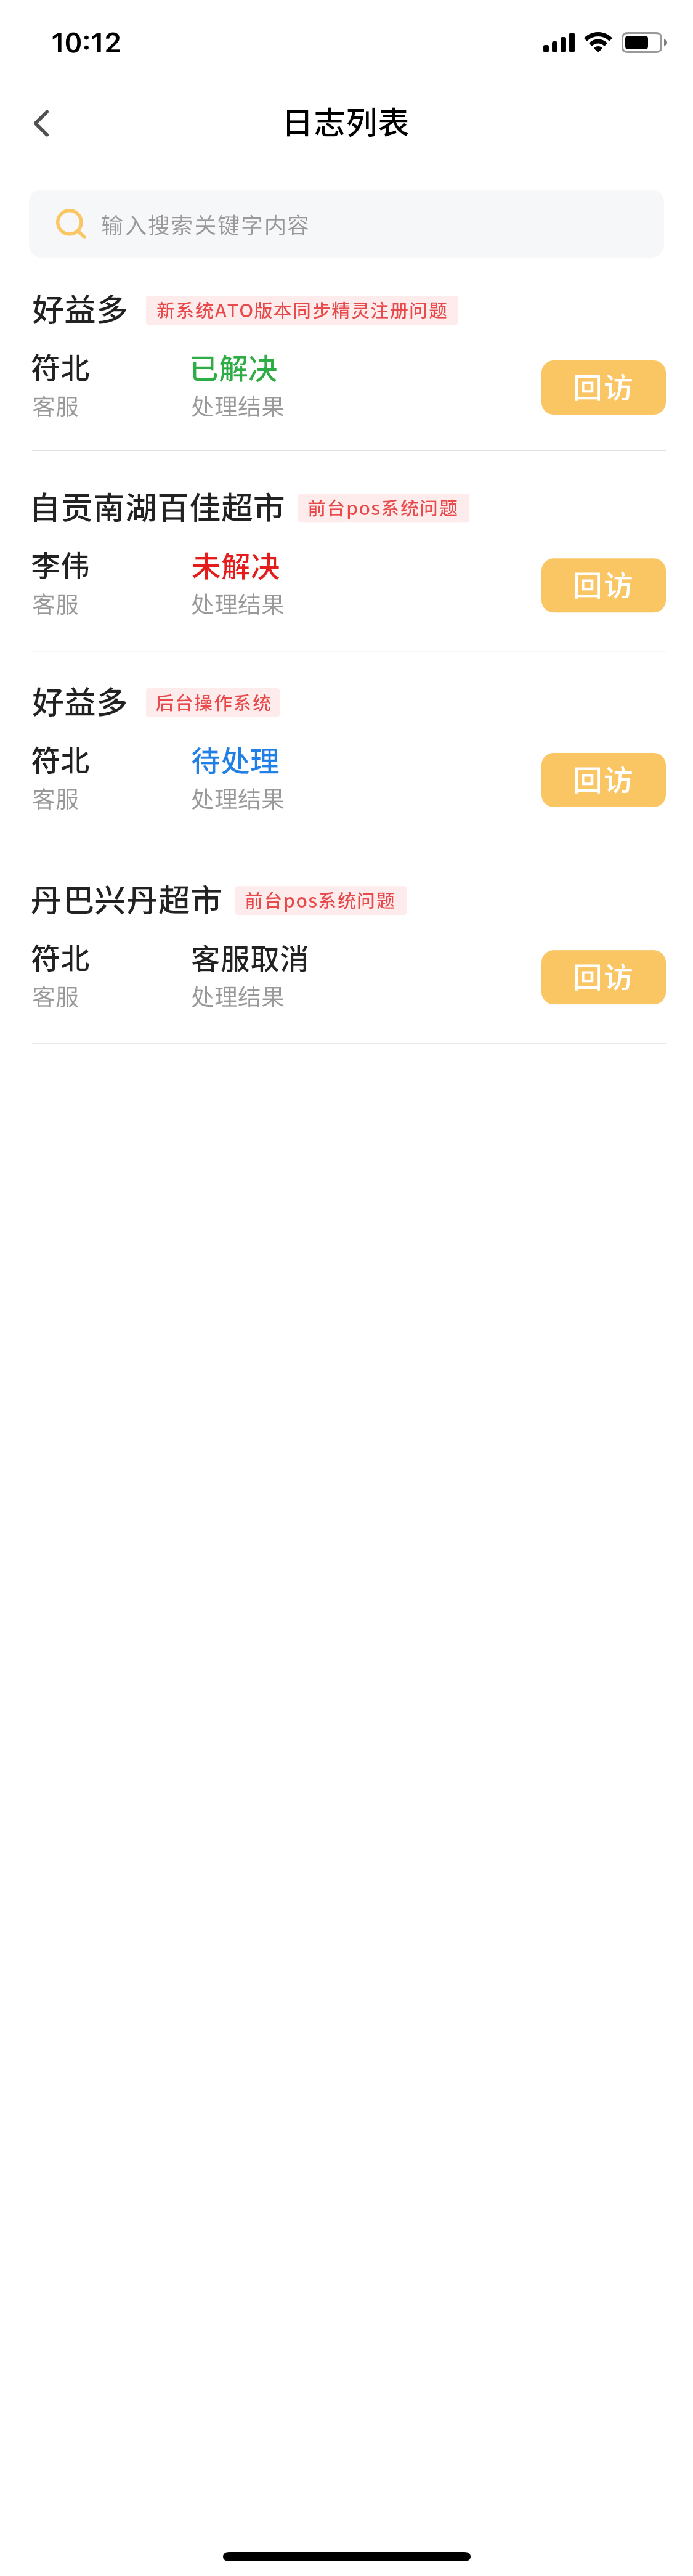 10:12
日志列表
输入搜索关键字内容
好益多 新系统ATO版本同步精灵注册问题
符北 已解决 回访
客服 处理结果
自贡南湖百佳超市 前台pos系统问题
李伟 未解决 回访
客服 处理结果
好益多 后台操作系统
符北 待处理 回访
客服 处理结果
丹巴兴丹超市 前台pos系统问题
符北 客服取消 回访
客服 处理结果